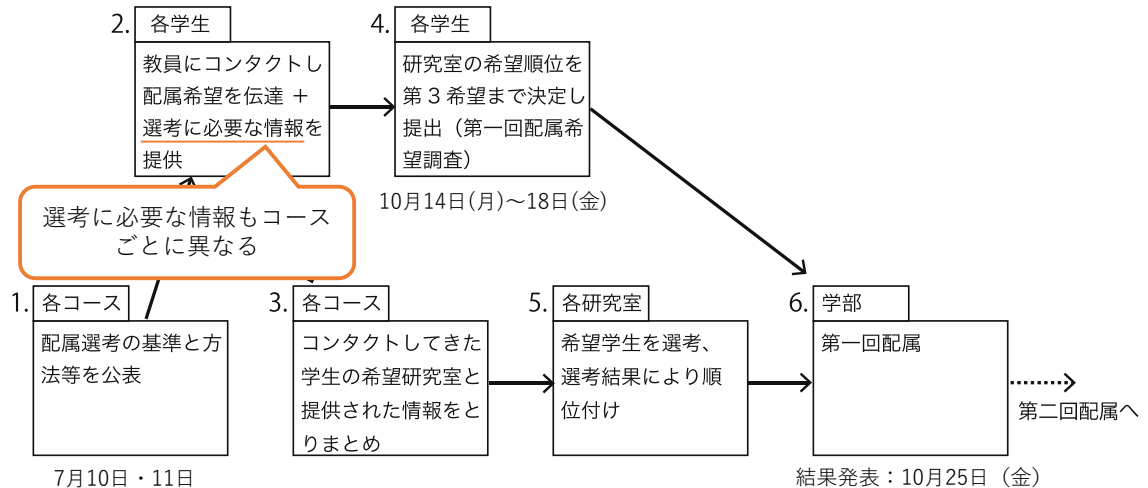 2.
各学生
教員にコンタクトし
配属希望を伝達 +
選考に必要な情報を
提供
4.
各学生
研究室の希望順位を
第3希望まで決定し
提出（第一回配属希
望調査）
10月14日(月)～18日(金)
選考に必要な情報もコース
ごとに異なる
1.
各コース
配属選考の基準と方
法等を公表
7月10日・11日
3.
各コース
コンタクトしてきた
学生の希望研究室と
提供された情報をと
りまとめ
5.
各研究室
希望学生を選考、
選考結果により順
位付け
6.
学部
第一回配属
結果発表：10月25日（金）
第二回配属へ